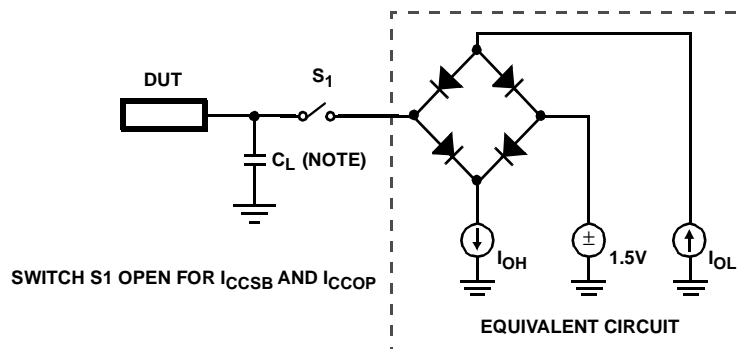 DUT
S1
CL (NOTE)
IOH
± 1.5V
IOL
SWITCH S1 OPEN FOR ICCSB AND ICCOP
EQUIVALENT CIRCUIT